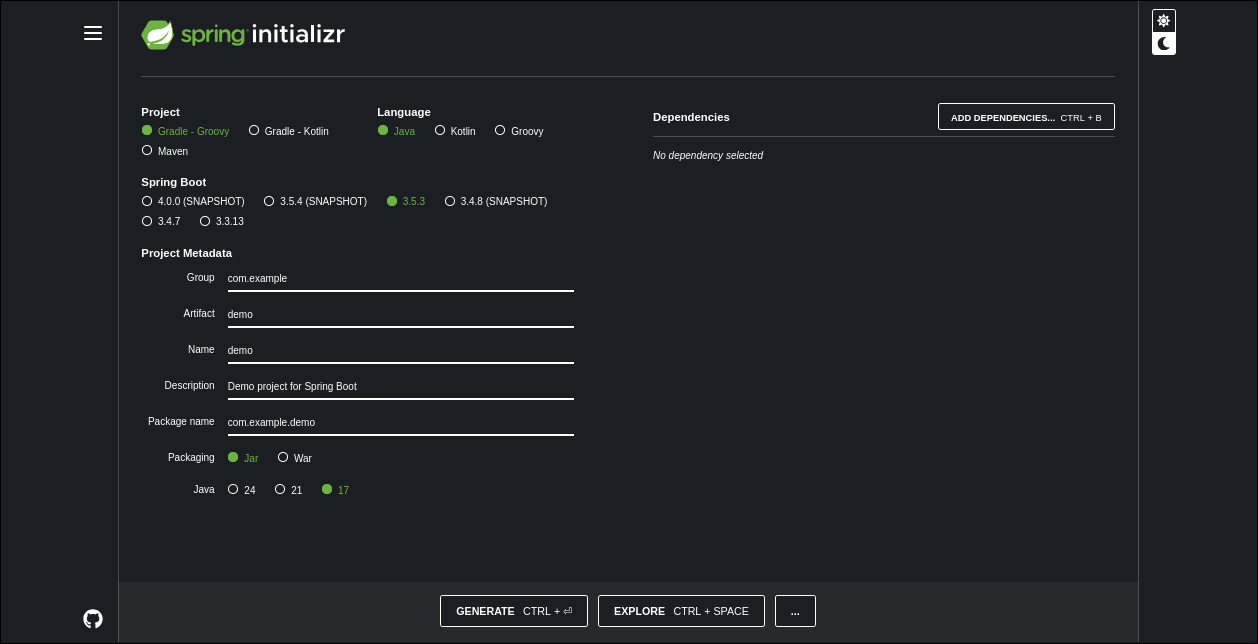 spring initializr
Project
Gradle - Groovy Gradle - Kotlin
Maven
Language
Java Kotlin Groovy
Spring Boot
4.0.0 (SNAPSHOT) 3.5.4 (SNAPSHOT) 3.5.3 3.4.8 (SNAPSHOT)
3.4.7 3.3.13
Project Metadata
Group com.example
Artifact demo
Name demo
Description Demo project for Spring Boot
Package name com.example.demo
Packaging Jar War
Java 24 21 17
Dependencies ADD DEPENDENCIES... CTRL + B
No dependency selected
GENERATE CTRL + ⏎ EXPLORE CTRL + SPACE ...